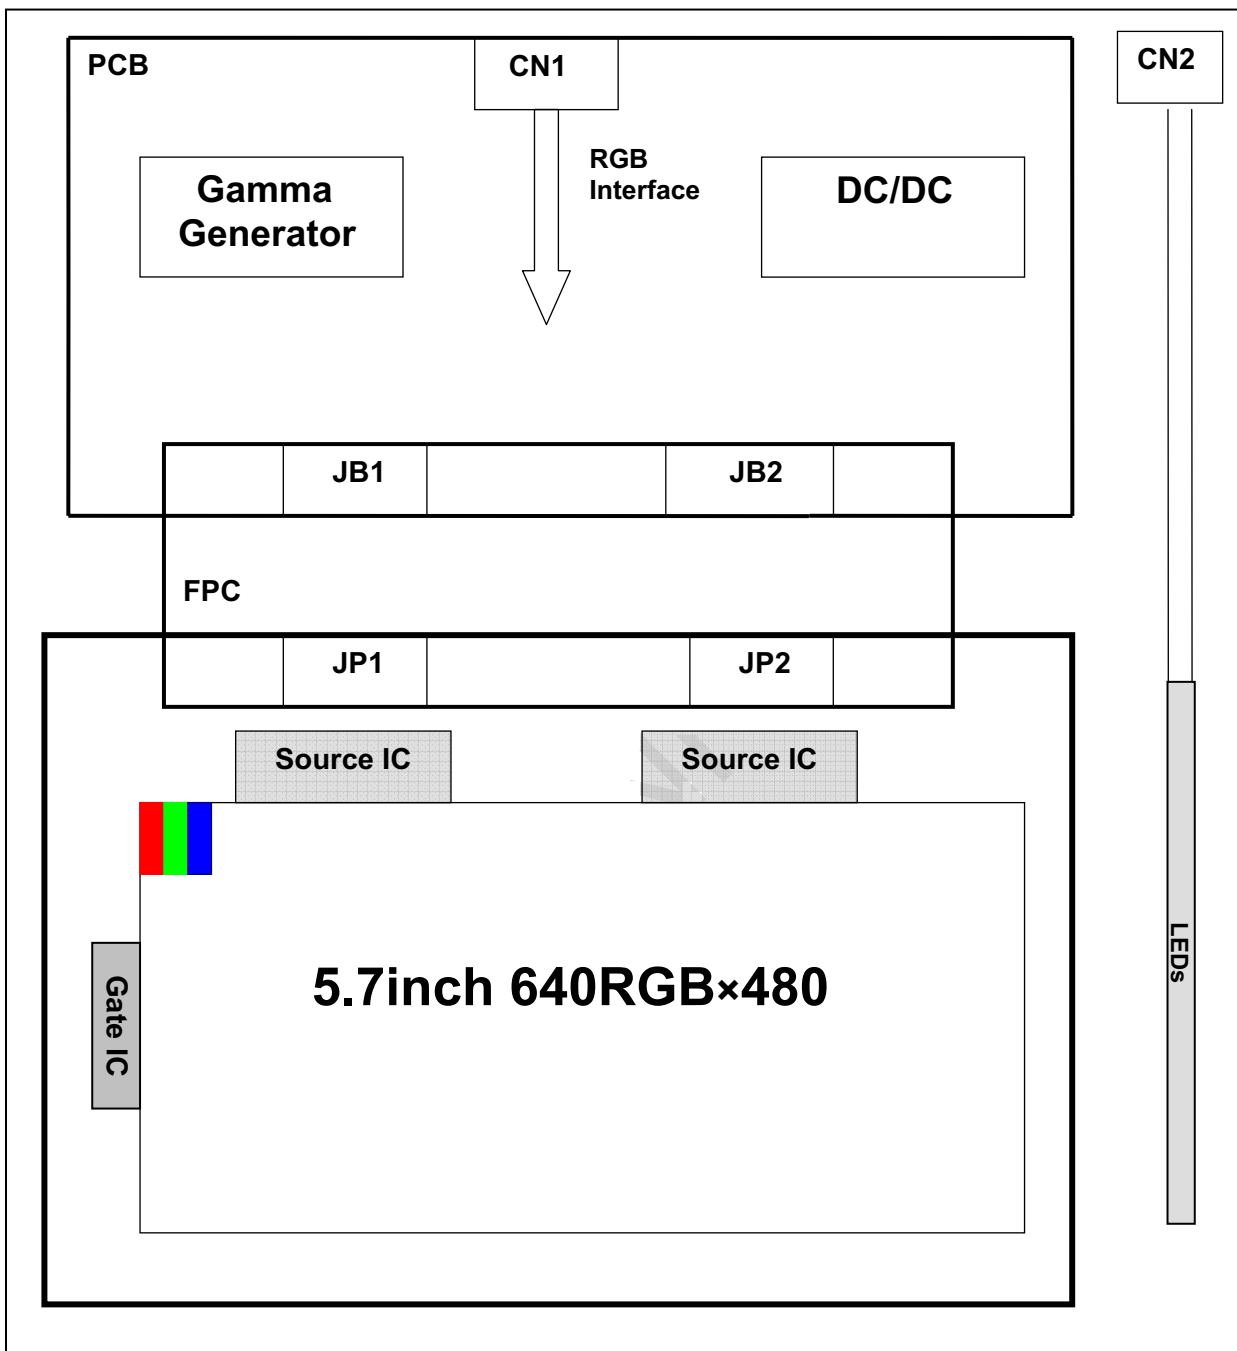 PCB
CN1
CN2
RGB
Interface
Gamma
Generator
DC/DC
JB1
JB2
FPC
JP1
JP2
Source IC
Source IC
Gate IC
5.7inch 640RGB×480
LEDs